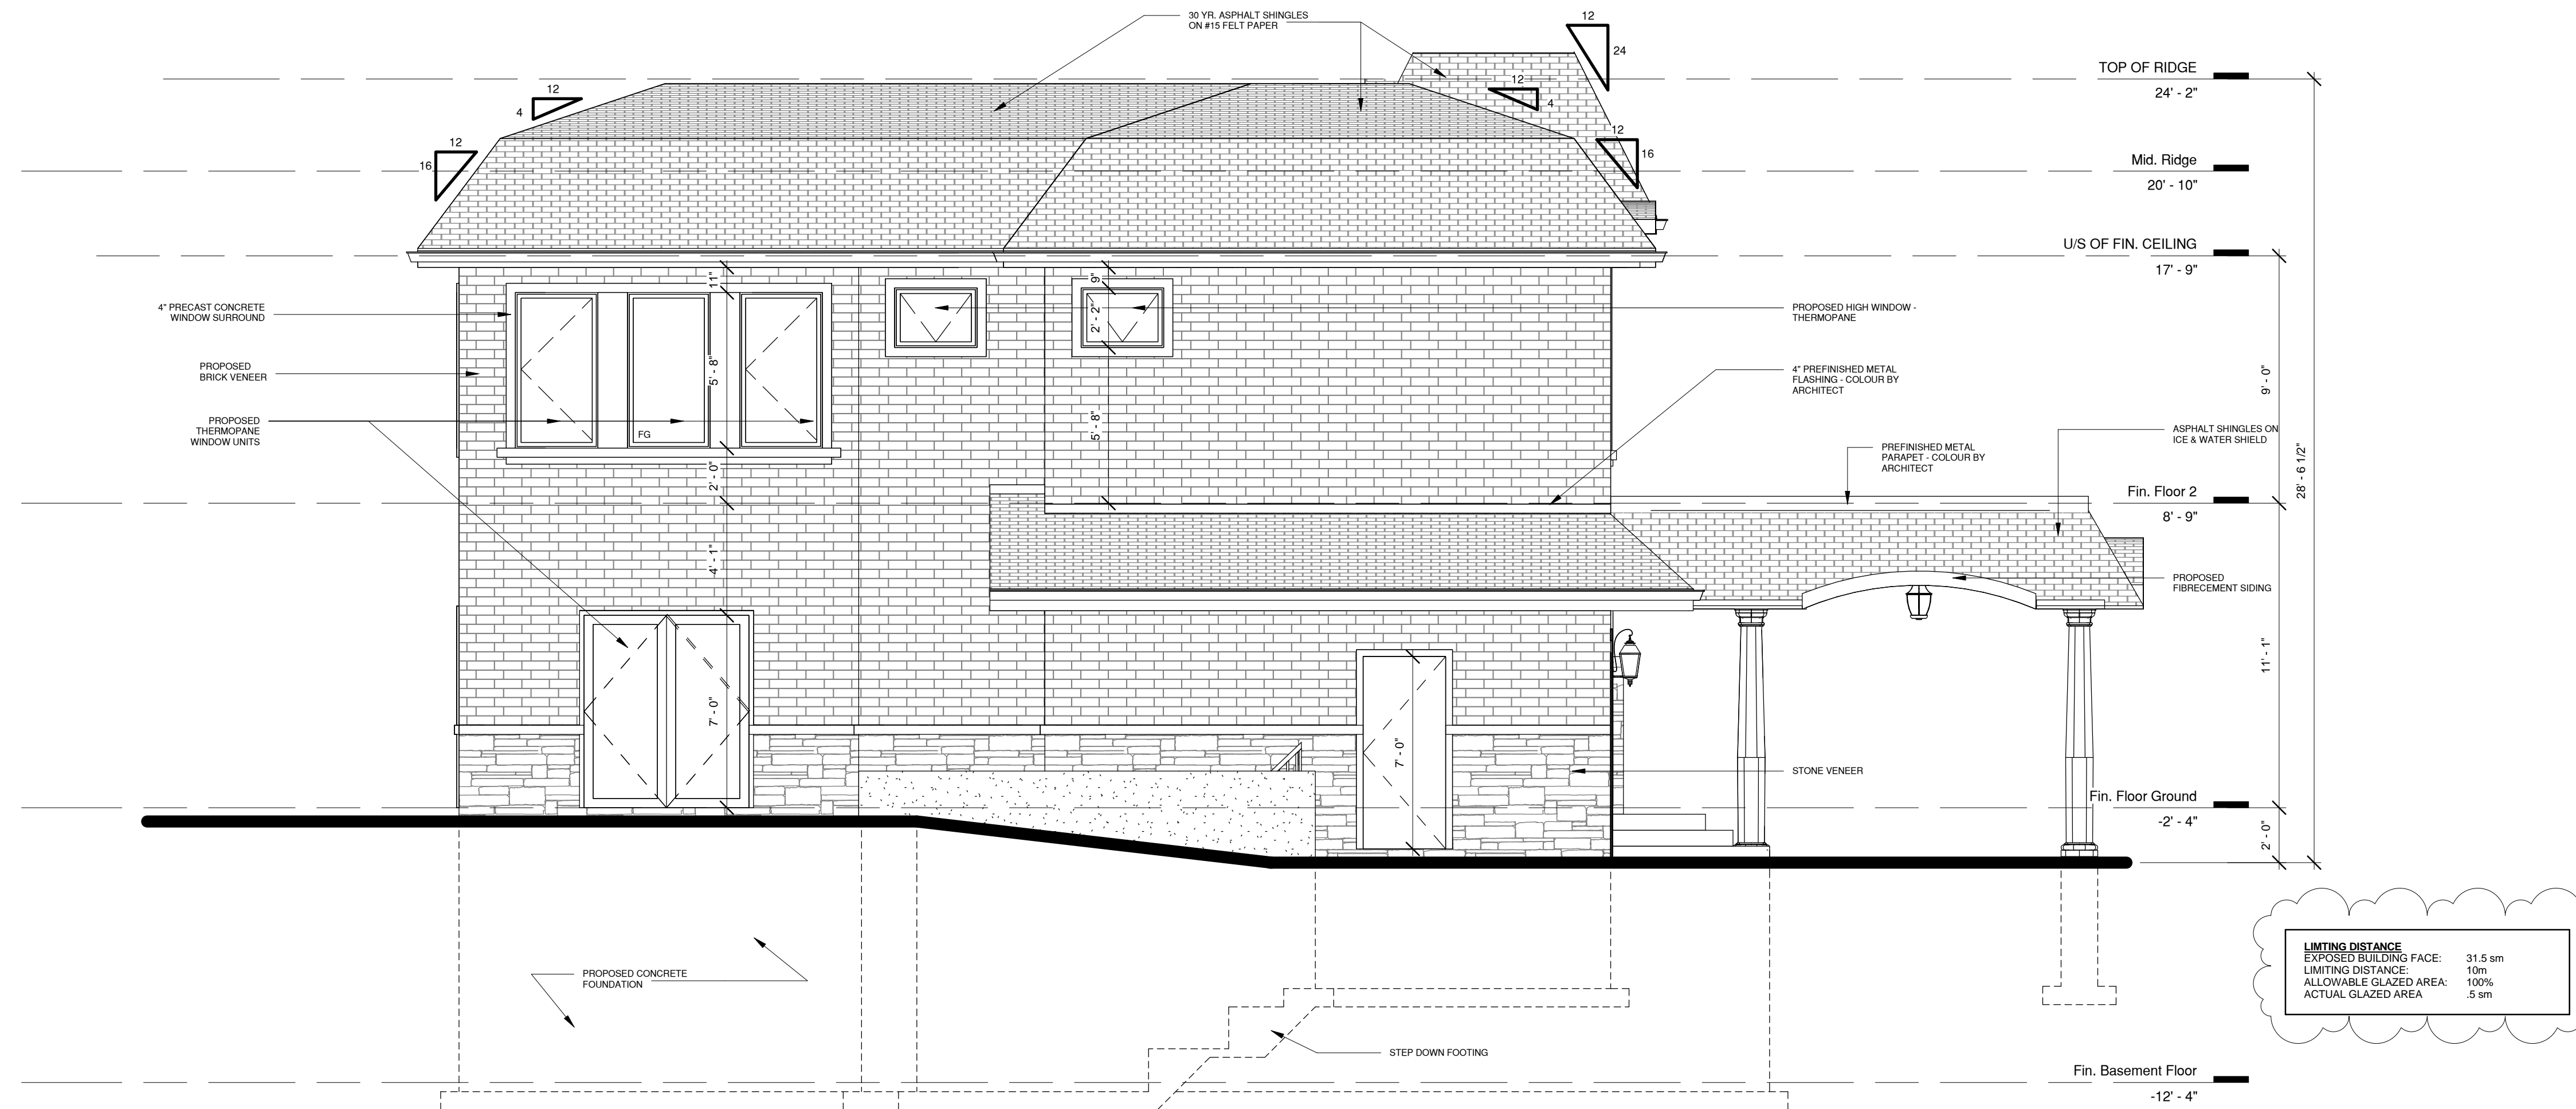 30 YR. ASPHALT SHINGLES
ON #15 FELT PAPER
12
24
12
4
12
4
12
16
12
16
TOP OF RIDGE
24' - 2"
Mid. Ridge
20' - 10"
U/S OF FIN. CEILING
17' - 9"
4" PRECAST CONCRETE
WINDOW SURROUND
PROPOSED
BRICK VENEER
PROPOSED
THERMOPANE
WINDOW UNITS
FG
11"
5' - 8"
2' - 0"
4' - 1"
7' - 0"
9"
2' - 2"
5' - 8"
7' - 0"
PROPOSED HIGH WINDOW -
THERMOPANE
4" PREFINISHED METAL
FLASHING - COLOUR BY
ARCHITECT
PREFINISHED METAL
PARAPET - COLOUR BY
ARCHITECT
ASPHALT SHINGLES ON
ICE & WATER SHIELD
9' - 0"
28' - 6 1/2"
Fin. Floor 2
8' - 9"
PROPOSED
FIBRECEMENT SIDING
11' - 1"
STONE VENEER
Fin. Floor Ground
-2' - 4"
2' - 0"
PROPOSED CONCRETE
FOUNDATION
STEP DOWN FOOTING
LIMTING DISTANCE
EXPOSED BUILDING FACE: 31.5 sm
LIMITING DISTANCE: 10m
ALLOWABLE GLAZED AREA: 100%
ACTUAL GLAZED AREA .5 sm
Fin. Basement Floor
-12' - 4"